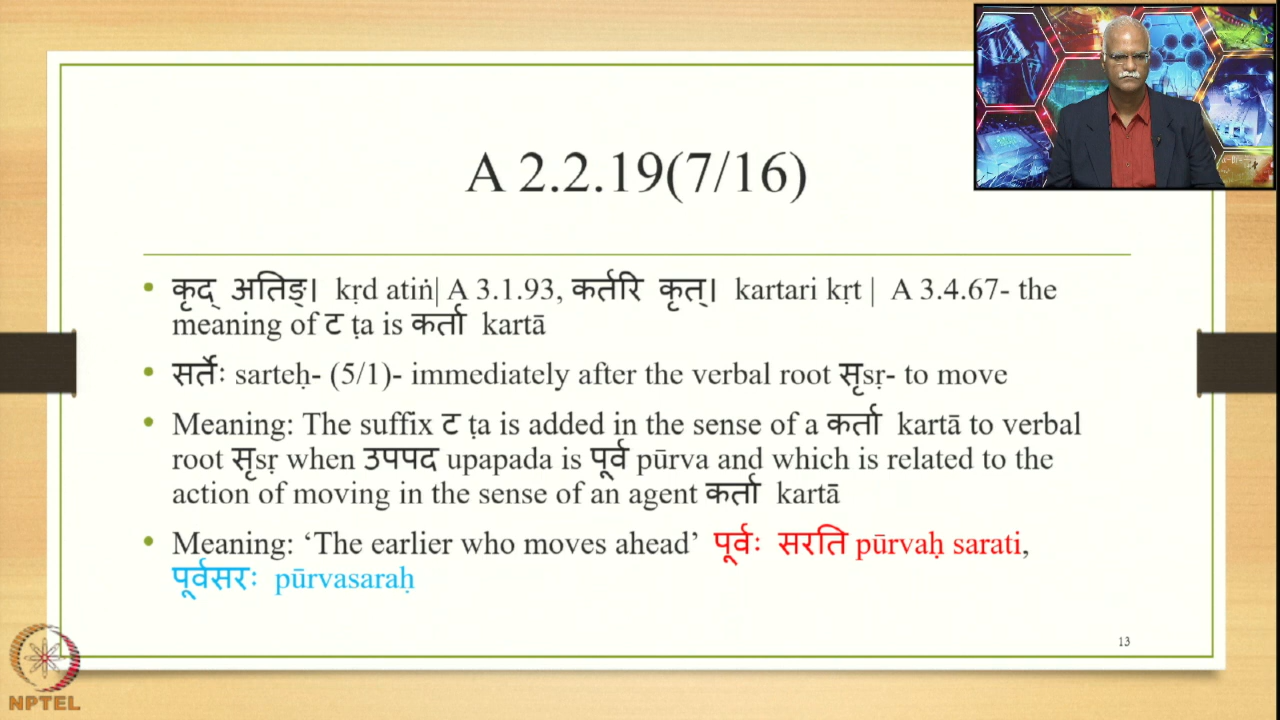 A 2.2.19(7/16)
• कृद् अतिङ्। kṛd atiṅ| A 3.1.93, कर्तरि कृत्। kartari kṛt | A 3.4.67- the
meaning of ट ṭa is कर्ता kartā
• सर्तेः sarteḥ- (5/1)- immediately after the verbal root सृsṛ- to move
• Meaning: The suffix ट ṭa is added in the sense of a कर्ता kartā to verbal
root सृsṛ when उपपद upapada is पूर्व pūrva and which is related to the
action of moving in the sense of an agent कर्ता kartā
• Meaning: ‘The earlier who moves ahead’ पूर्वः सरति pūrvaḥ sarati,
पूर्वसरः pūrvasaraḥ
13
NPTEL